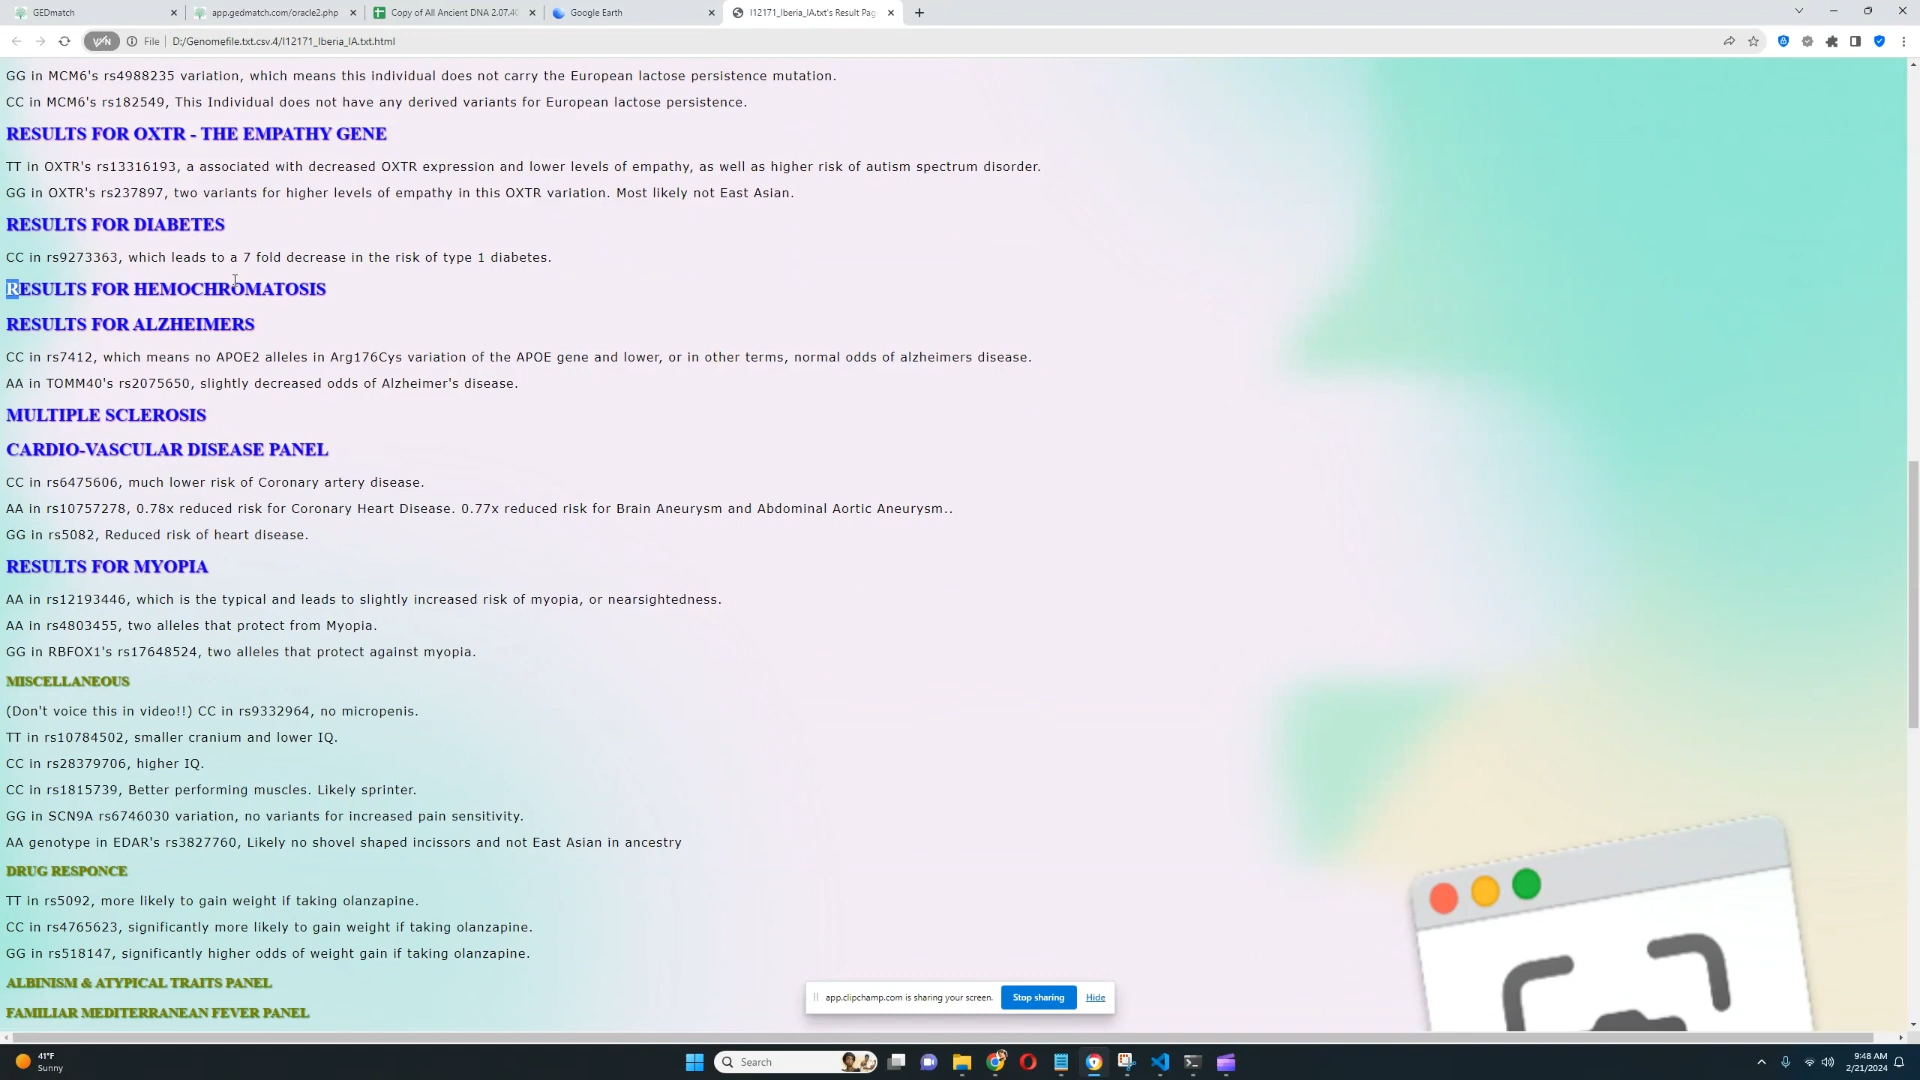 GEDmatch
app.gedmatch.com/oracle2.php
Copy of All Ancient DNA 2.07.40
Google Earth
I12171_Iberia_IA.txt's Result Pag
VPN
File
D:/Genomefile.txt.csv.4/I12171_Iberia_IA.txt.html
GG in MCM6's rs4988235 variation, which means this individual does not carry the European lactose persistence mutation.
CC in MCM6's rs182549, This Individual does not have any derived variants for European lactose persistence.
RESULTS FOR OXTR - THE EMPATHY GENE
TT in OXTR's rs13316193, a associated with decreased OXTR expression and lower levels of empathy, as well as higher risk of autism spectrum disorder.
GG in OXTR's rs237897, two variants for higher levels of empathy in this OXTR variation. Most likely not East Asian.
RESULTS FOR DIABETES
CC in rs9273363, which leads to a 7 fold decrease in the risk of type 1 diabetes.
RESULTS FOR HEMOCHROMATOSIS
RESULTS FOR ALZHEIMERS
CC in rs7412, which means no APOE2 alleles in Arg176Cys variation of the APOE gene and lower, or in other terms, normal odds of alzheimers disease.
AA in TOMM40's rs2075650, slightly decreased odds of Alzheimer's disease.
MULTIPLE SCLEROSIS
CARDIO-VASCULAR DISEASE PANEL
CC in rs6475606, much lower risk of Coronary artery disease.
AA in rs10757278, 0.78x reduced risk for Coronary Heart Disease. 0.77x reduced risk for Brain Aneurysm and Abdominal Aortic Aneurysm..
GG in rs5082, Reduced risk of heart disease.
RESULTS FOR MYOPIA
AA in rs12193446, which is the typical and leads to slightly increased risk of myopia, or nearsightedness.
AA in rs4803455, two alleles that protect from Myopia.
GG in RBFOX1's rs17648524, two alleles that protect against myopia.
MISCELLANEOUS
(Don't voice this in video!!) CC in rs9332964, no micropenis.
TT in rs10784502, smaller cranium and lower IQ.
CC in rs28379706, higher IQ.
CC in rs1815739, Better performing muscles. Likely sprinter.
GG in SCN9A rs6746030 variation, no variants for increased pain sensitivity.
AA genotype in EDAR's rs3827760, Likely no shovel shaped incissors and not East Asian in ancestry
DRUG RESPONCE
TT in rs5092, more likely to gain weight if taking olanzapine.
CC in rs4765623, significantly more likely to gain weight if taking olanzapine.
GG in rs518147, significantly higher odds of weight gain if taking olanzapine.
ALBINISM & ATYPICAL TRAITS PANEL
FAMILIAR MEDITERRANEAN FEVER PANEL
app.clipchamp.com is sharing your screen.
Stop sharing
Hide
41°F
Sunny
Search
9:48 AM
2/21/2024